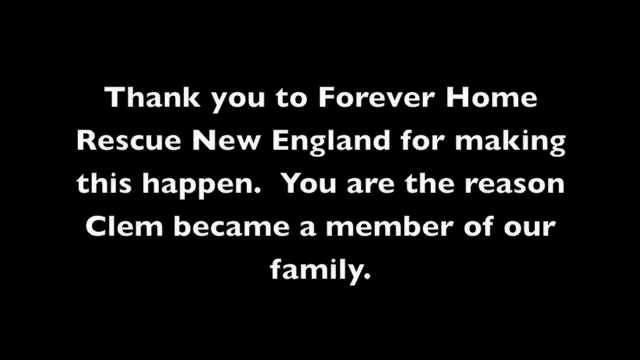 Thank you to Forever Home
Rescue New England for making
this happen.  You are the reason
Clem became a member of our
family.